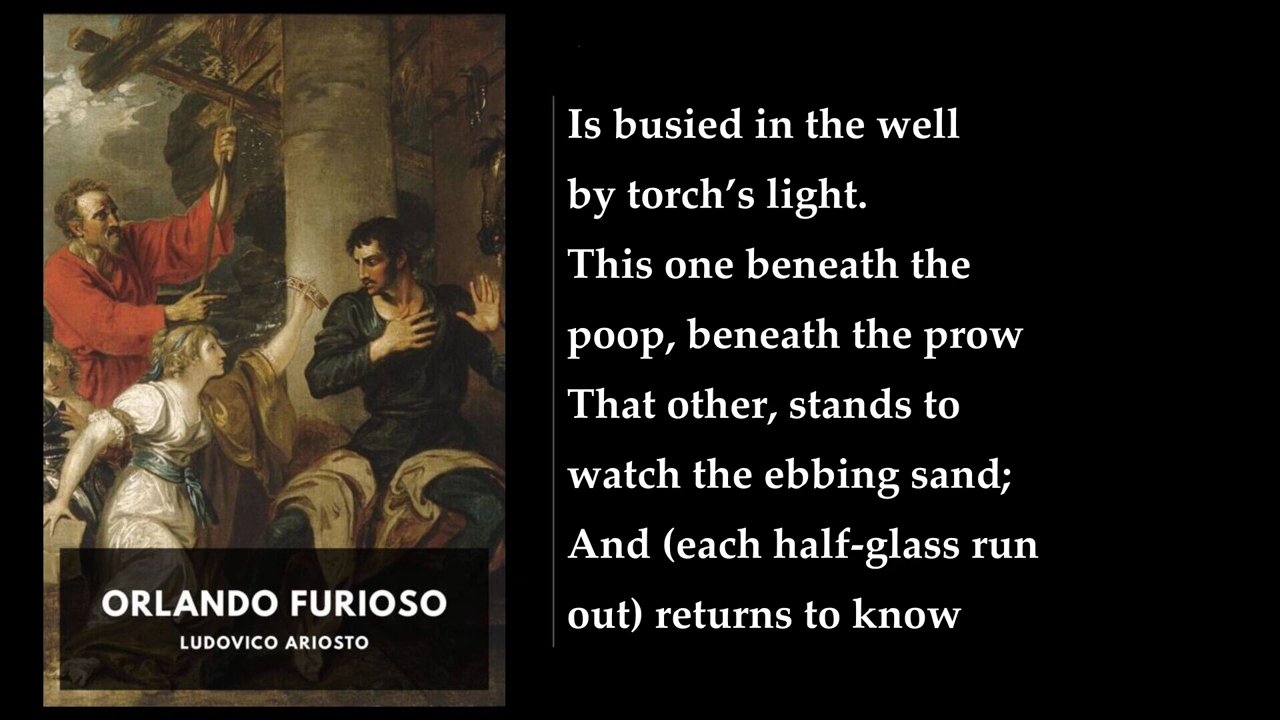 ORLANDO FURIOSO
LUDOVICO ARIOSTO
Is busied in the well
by torch’s light.
This one beneath the
poop, beneath the prow
That other, stands to
watch the ebbing sand;
And (each half-glass run
out) returns to know